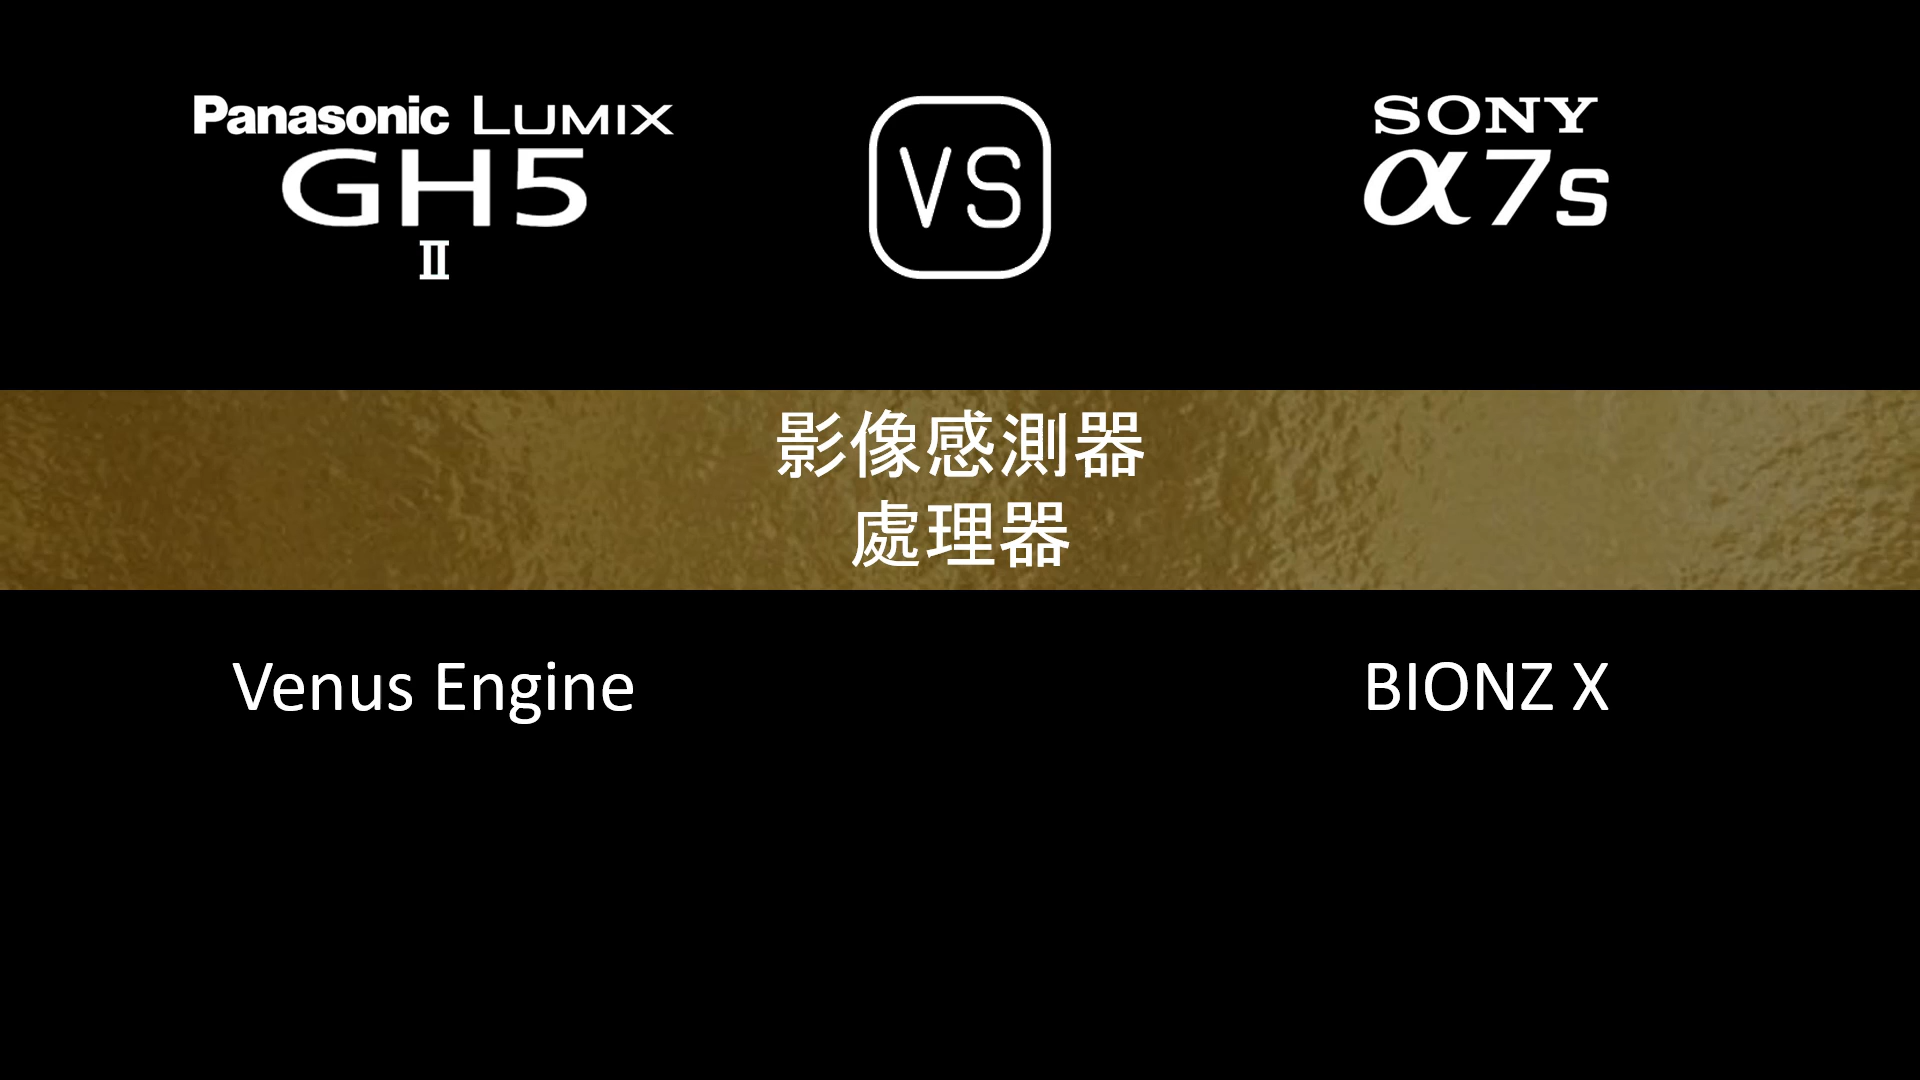 Panasonic LUMIX
GH5
II
VS
SONY
α7s
影像感測器
處理器
Venus Engine
BIONZ X